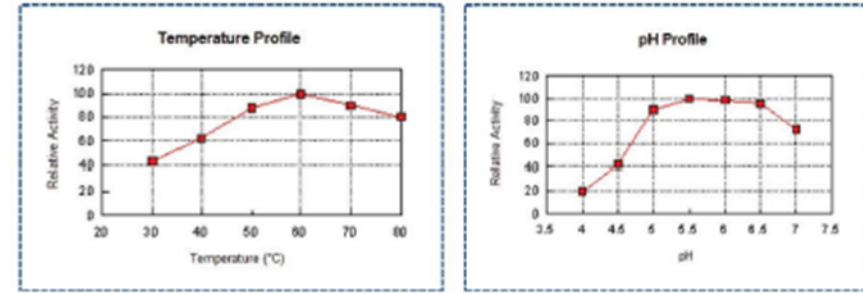 Temperature Profile
120
100
80
60
40
20
0
20 30 40 50 60 70 80
Relative Activity
Temperature (°C)
pH Profile
120
100
80
60
40
20
0
3.5 4 4.5 5 5.5 6 6.5 7 7.5
Relative Activity
pH